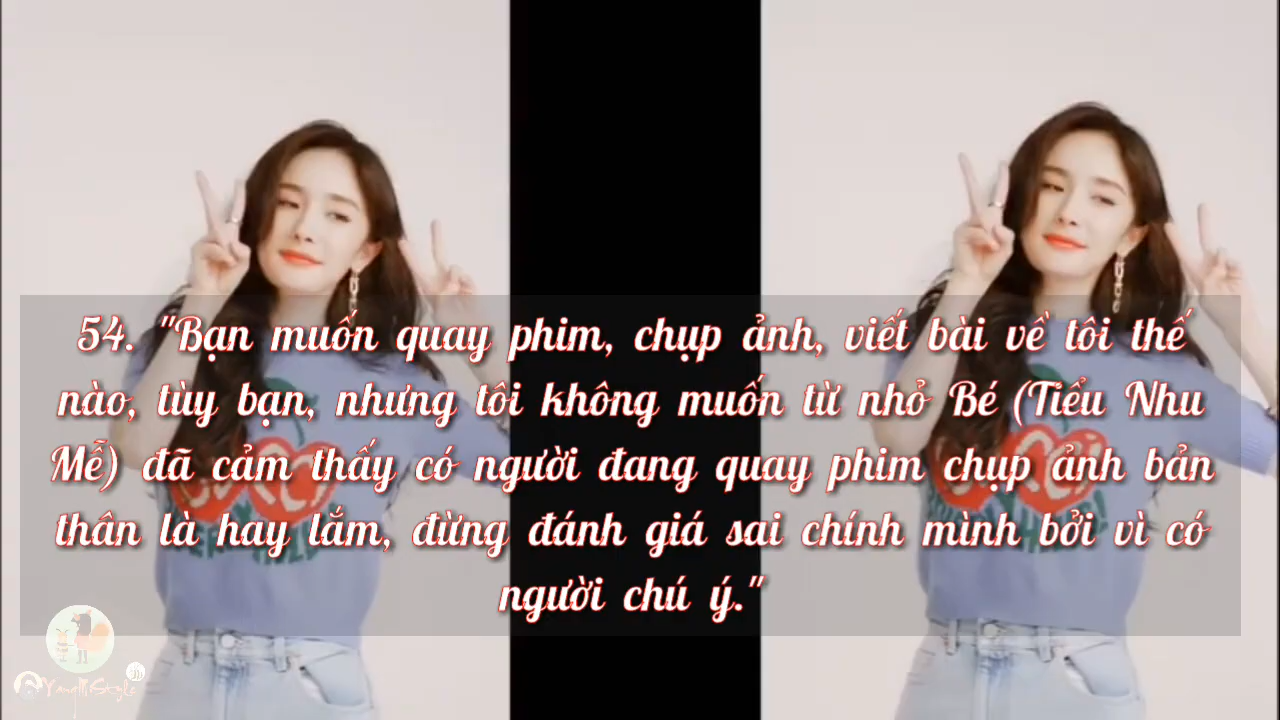 54. "Bạn muốn quay phim, chụp ảnh, viết bài về tôi thế
nào, tùy bạn, nhưng tôi không muốn từ nhỏ Bé (Tiểu Nhu
Mễ) đã cảm thấy có người đang quay phim chụp ảnh bản
thân là hay lắm, đừng đánh giá sai chính mình bởi vì có
người chú ý."
YangMiStyle